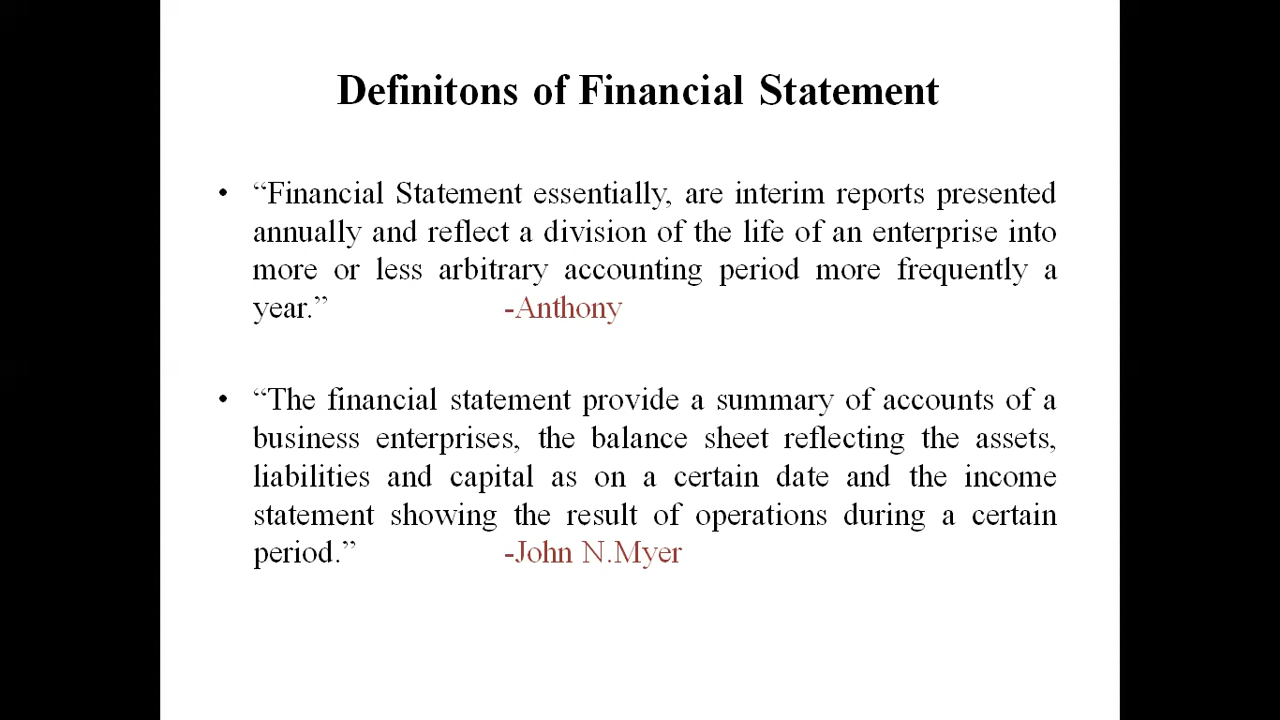 Definitons of Financial Statement
• “Financial Statement essentially, are interim reports presented
annually and reflect a division of the life of an enterprise into
more or less arbitrary accounting period more frequently a
year.” -Anthony
• “The financial statement provide a summary of accounts of a
business enterprises, the balance sheet reflecting the assets,
liabilities and capital as on a certain date and the income
statement showing the result of operations during a certain
period.” -John N.Myer